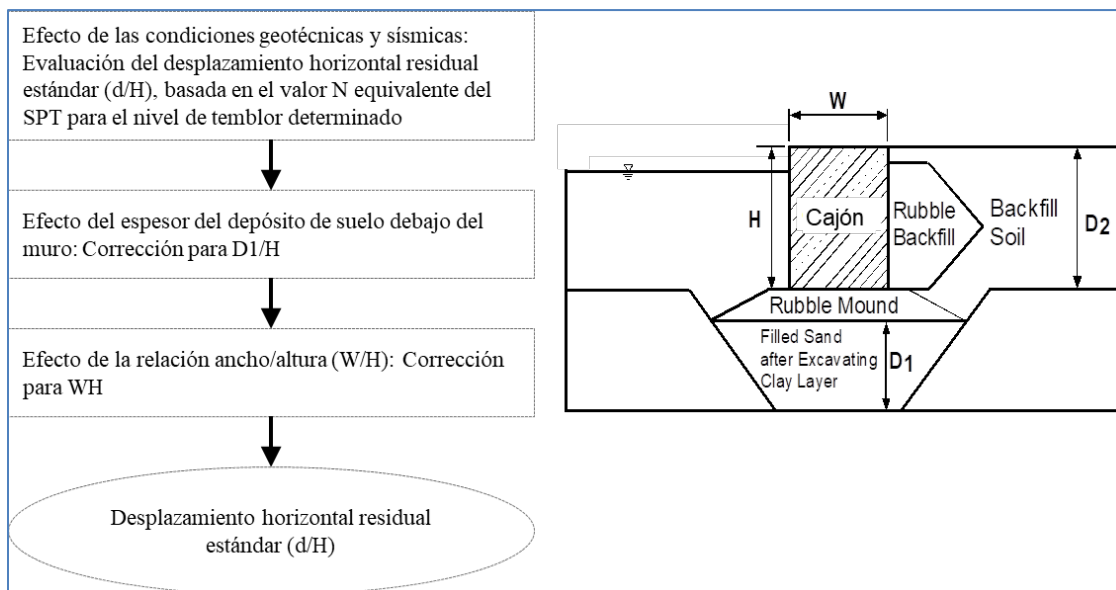 Efecto de las condiciones geotécnicas y sísmicas:
Evaluación del desplazamiento horizontal residual
estándar (d/H), basada en el valor N equivalente del
SPT para el nivel de temblor determinado
Efecto del espesor del depósito de suelo debajo del
muro: Corrección para D1/H
Efecto de la relación ancho/altura (W/H): Corrección
para WH
Desplazamiento horizontal residual
estándar (d/H)
W
H
Cajón
Rubble
Backfill
Backfill
Soil
D2
Rubble Mound
Filled Sand
after Excavating
Clay Layer
D1